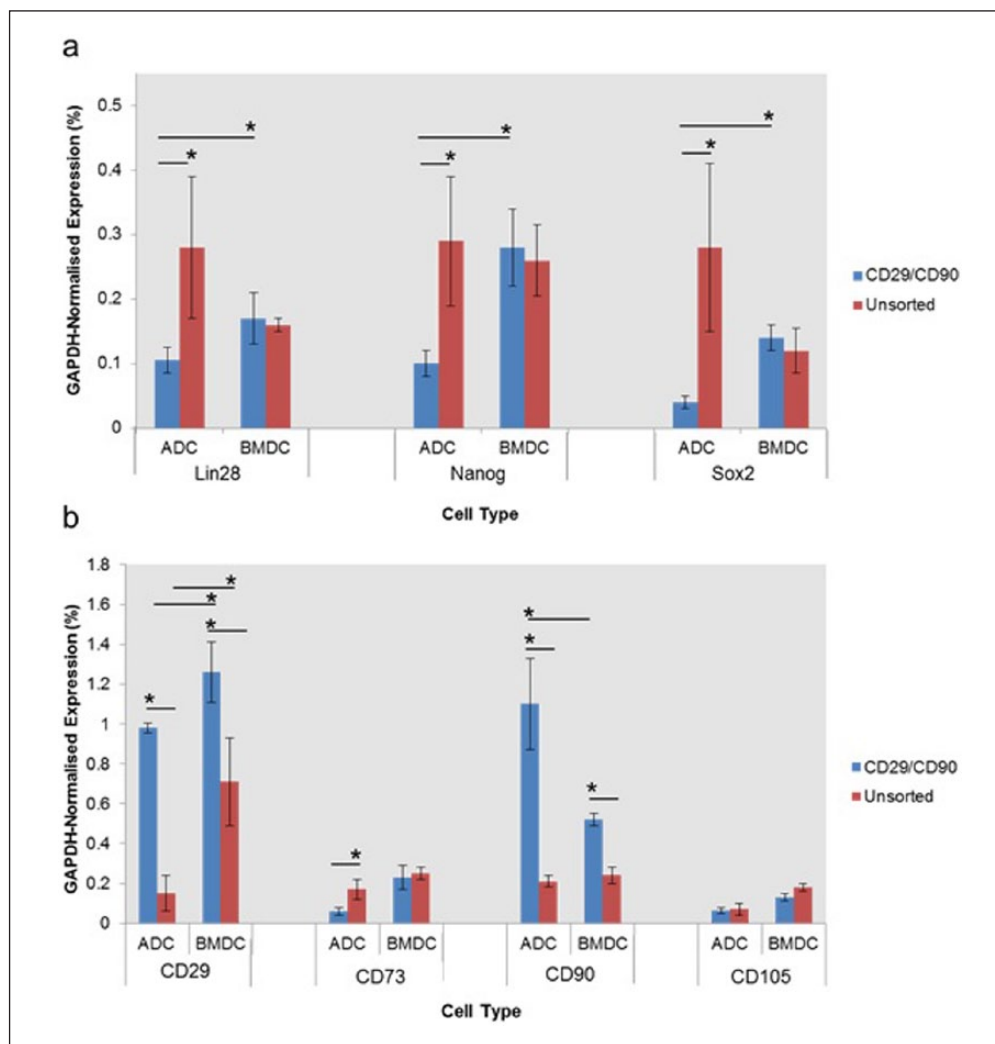 a
GAPDH-Normalised Expression (%)
0.5
0.4
0.3
0.2
0.1
0
* * * * * *
CD29/CD90
Unsorted
ADC BMDC ADC BMDC ADC BMDC
Lin28 Nanog Sox2
Cell Type
b
GAPDH-Normalised Expression (%)
1.8
1.6
1.4
1.2
1
0.8
0.6
0.4
0.2
0
* * * * * * * * *
CD29/CD90
Unsorted
ADC BMDC ADC BMDC ADC BMDC ADC BMDC
CD29 CD73 CD90 CD105
Cell Type